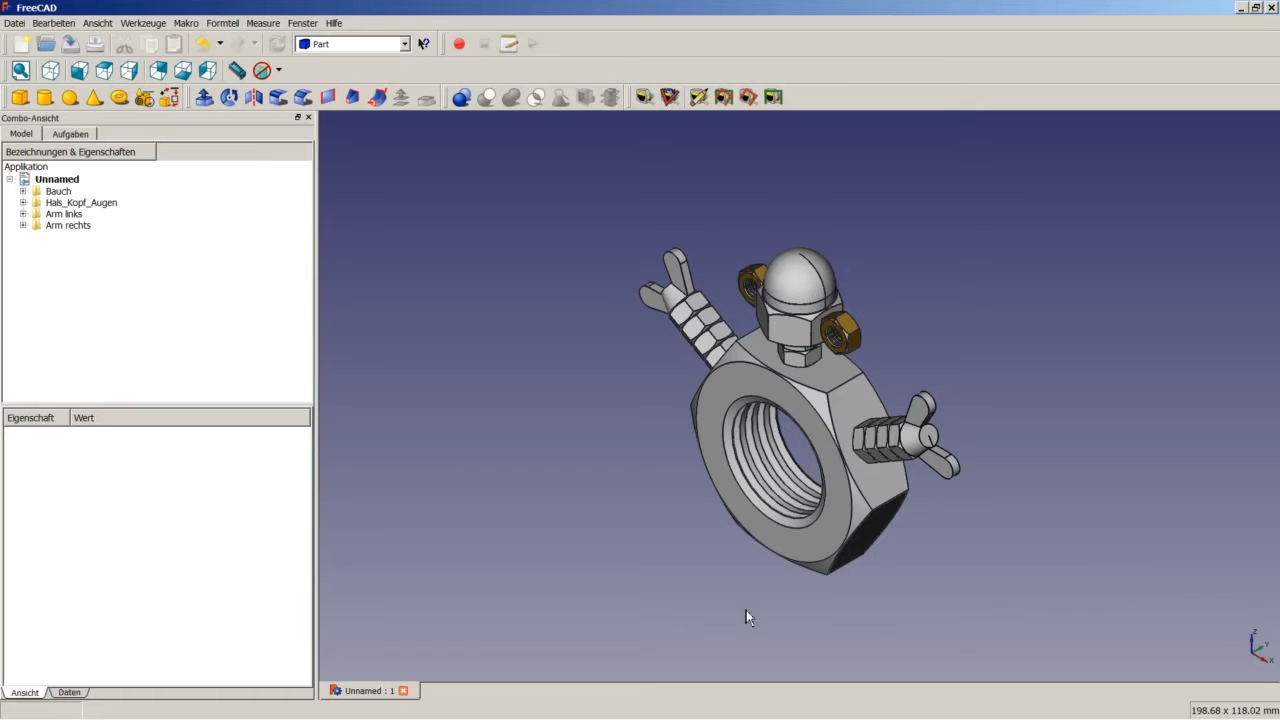 FreeCAD
Datei Bearbeiten Ansicht Werkzeuge Makro Formteil Measure Fenster Hilfe
Part
Combo-Ansicht
Model Aufgaben
Bezeichnungen & Eigenschaften
Applikation
Unnamed
Bauch
Hals_Kopf_Augen
Arm links
Arm rechts
Eigenschaft Wert
Z
Y
X
Ansicht Daten
Unnamed : 1
198.68 x 118.02 mm